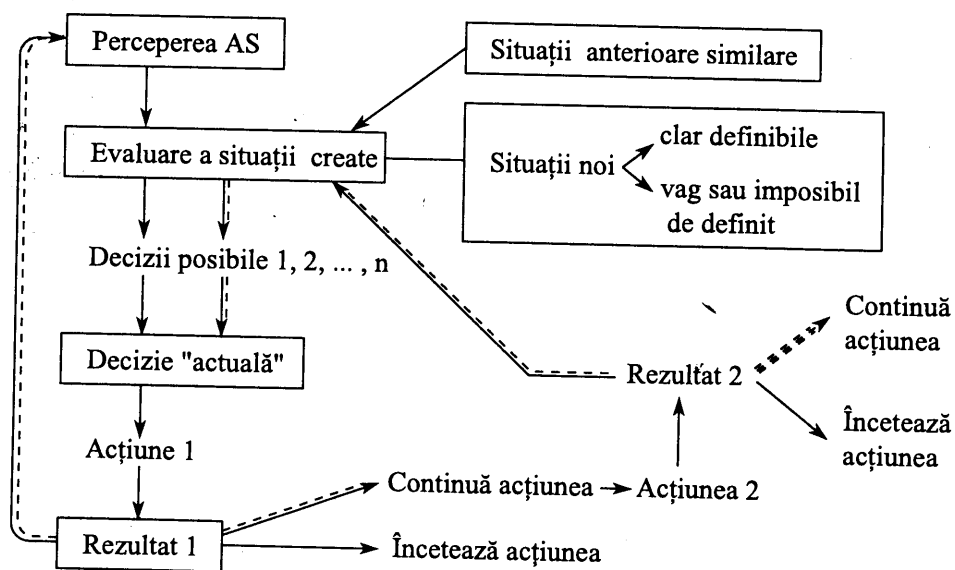 Perceperea AS
Situații anterioare similare
Evaluare a situații create
Situații noi
clar definibile
vag sau imposibil
de definit
Decizii posibile 1, 2, ... , n
Decizie "actuală"
Acțiune 1
Rezultat 1
Continuă acțiunea
Încetează acțiunea
Acțiunea 2
Rezultat 2
Continuă
acțiunea
Încetează
acțiunea